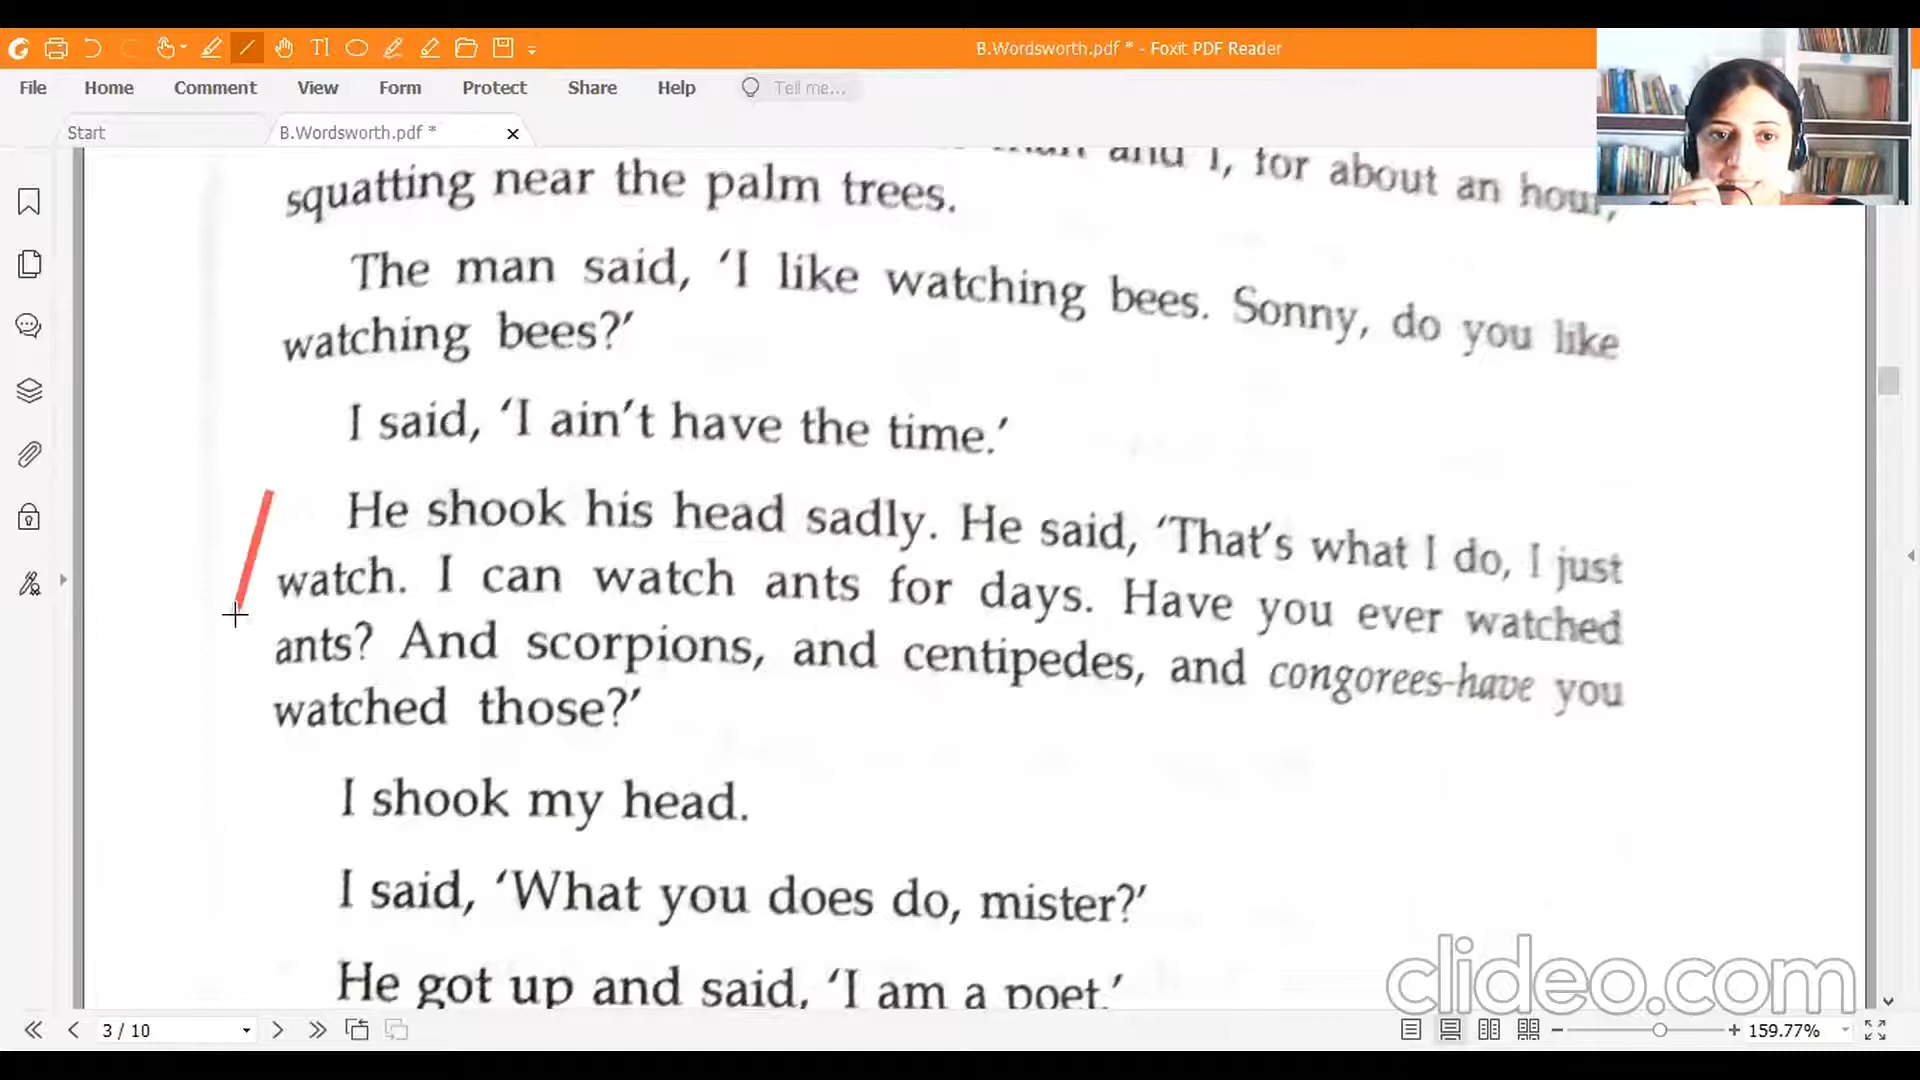 B.Wordsworth.pdf * - Foxit PDF Reader
File Home Comment View Form Protect Share Help Tell me...
Start B.Wordsworth.pdf *
man and I, for about an hour,
squatting near the palm trees.
The man said, ‘I like watching bees. Sonny, do you like
watching bees?’
I said, ‘I ain’t have the time.’
He shook his head sadly. He said, ‘That’s what I do, I just
watch. I can watch ants for days. Have you ever watched
ants? And scorpions, and centipedes, and congorees-have you
watched those?’
I shook my head.
I said, ‘What you does do, mister?’
He got up and said, ‘I am a poet.’
clideo.com
3 / 10 159.77%